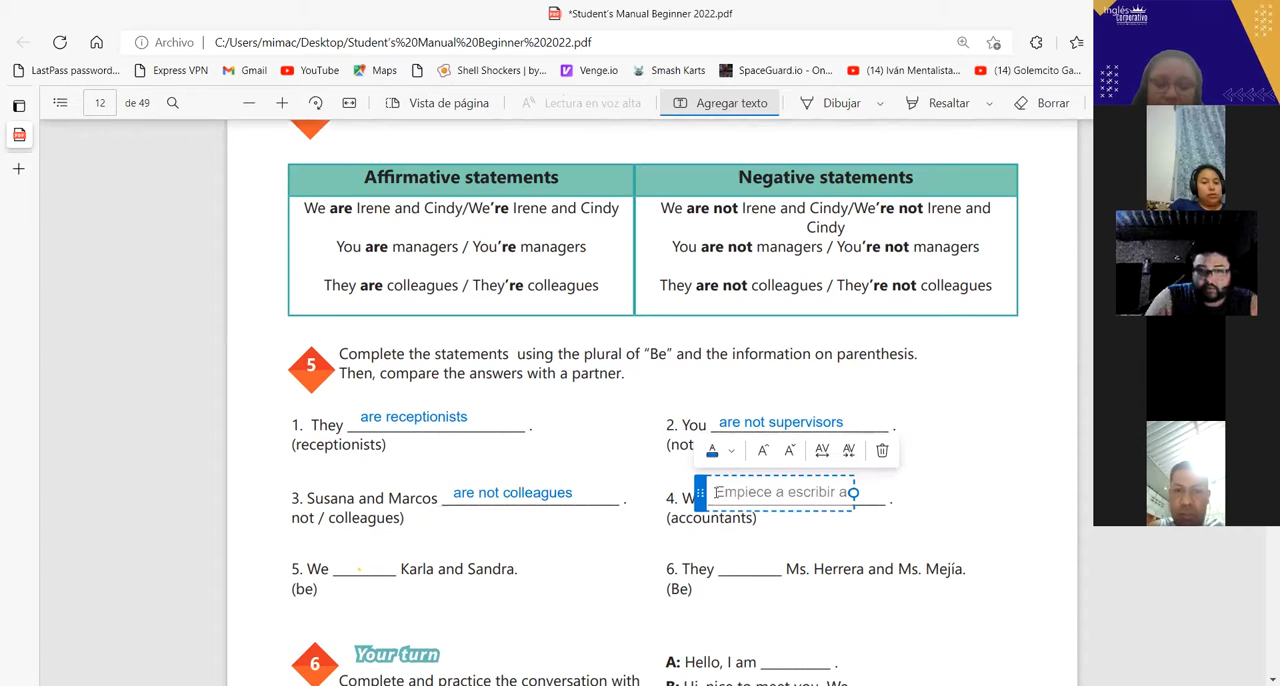 *Student's Manual Beginner 2022.pdf
Archivo
C:/Users/mimac/Desktop/Student's%20Manual%20Beginner%202022.pdf
LastPass password...
Express VPN
Gmail
YouTube
Maps
Shell Shockers | by...
Venge.io
Smash Karts
SpaceGuard.io - On...
(14) Iván Mentalista...
(14) Golemcito Ga...
12
de 49
Vista de página
Lectura en voz alta
Agregar texto
Dibujar
Resaltar
Borrar
Inglés
corporativo
Affirmative statements
Negative statements
We are Irene and Cindy/We're Irene and Cindy
We are not Irene and Cindy/We're not Irene and
Cindy
You are managers / You're managers
You are not managers / You're not managers
They are colleagues / They're colleagues
They are not colleagues / They're not colleagues
5
Complete the statements using the plural of "Be" and the information on parenthesis.
Then, compare the answers with a partner.
1. They are receptionists .
(receptionists)
2. You are not supervisors .
(not
3. Susana and Marcos are not colleagues .
not / colleagues)
4. W Empiece a escribir a .
(accountants)
5. We ________ Karla and Sandra.
(be)
6. They ________ Ms. Herrera and Ms. Mejía.
(Be)
6
Your turn
Complete and practice the conversation with
A: Hello, I am _________ .
B: Hi, nice to meet you. We